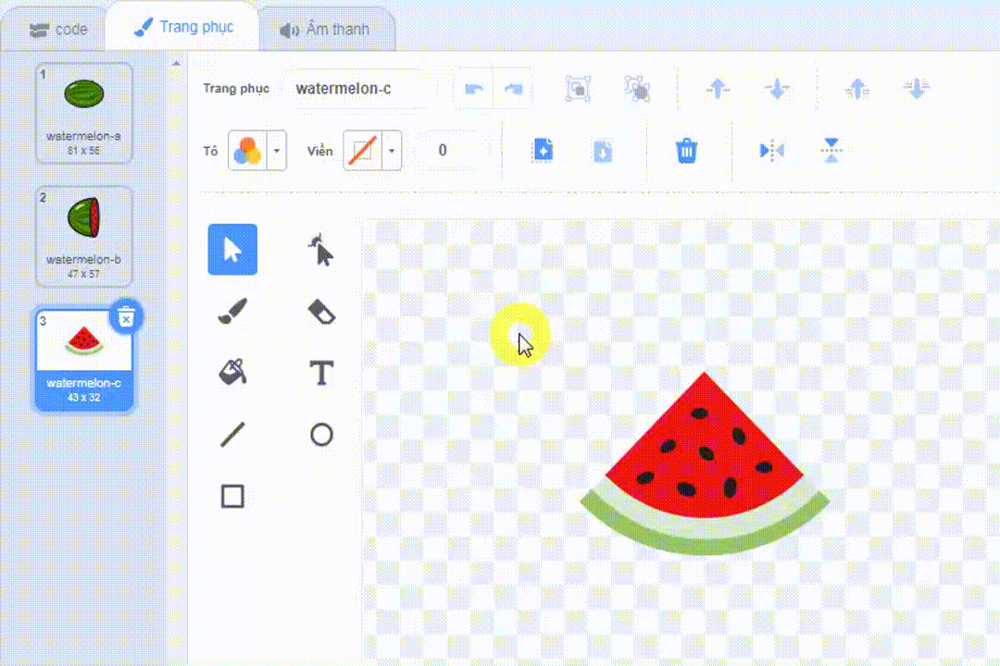 code
Trang phục
Âm thanh
1
watermelon-a
81 x 56
2
watermelon-b
47 x 57
3
watermelon-c
43 x 32
Trang phục
watermelon-c
Tô
Viền
0
T